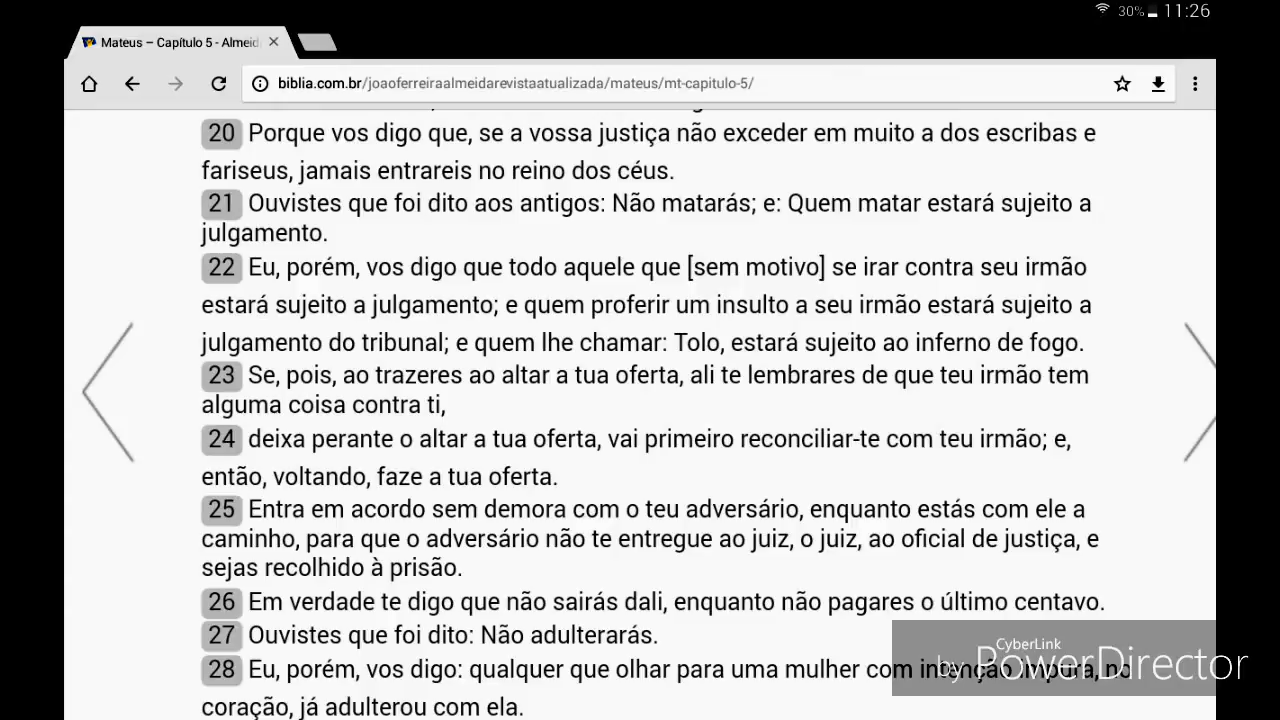 30% 11:26
Mateus – Capítulo 5 - Almeid
biblia.com.br/joaoferreiraalmeidarevistaatualizada/mateus/mt-capitulo-5/
20 Porque vos digo que, se a vossa justiça não exceder em muito a dos escribas e
fariseus, jamais entrareis no reino dos céus.
21 Ouvistes que foi dito aos antigos: Não matarás; e: Quem matar estará sujeito a
julgamento.
22 Eu, porém, vos digo que todo aquele que [sem motivo] se irar contra seu irmão
estará sujeito a julgamento; e quem proferir um insulto a seu irmão estará sujeito a
julgamento do tribunal; e quem lhe chamar: Tolo, estará sujeito ao inferno de fogo.
23 Se, pois, ao trazeres ao altar a tua oferta, ali te lembrares de que teu irmão tem
alguma coisa contra ti,
24 deixa perante o altar a tua oferta, vai primeiro reconciliar-te com teu irmão; e,
então, voltando, faze a tua oferta.
25 Entra em acordo sem demora com o teu adversário, enquanto estás com ele a
caminho, para que o adversário não te entregue ao juiz, o juiz, ao oficial de justiça, e
sejas recolhido à prisão.
26 Em verdade te digo que não sairás dali, enquanto não pagares o último centavo.
27 Ouvistes que foi dito: Não adulterarás.
28 Eu, porém, vos digo: qualquer que olhar para uma mulher com intenção impura, no
coração, já adulterou com ela.
CyberLink
by PowerDirector